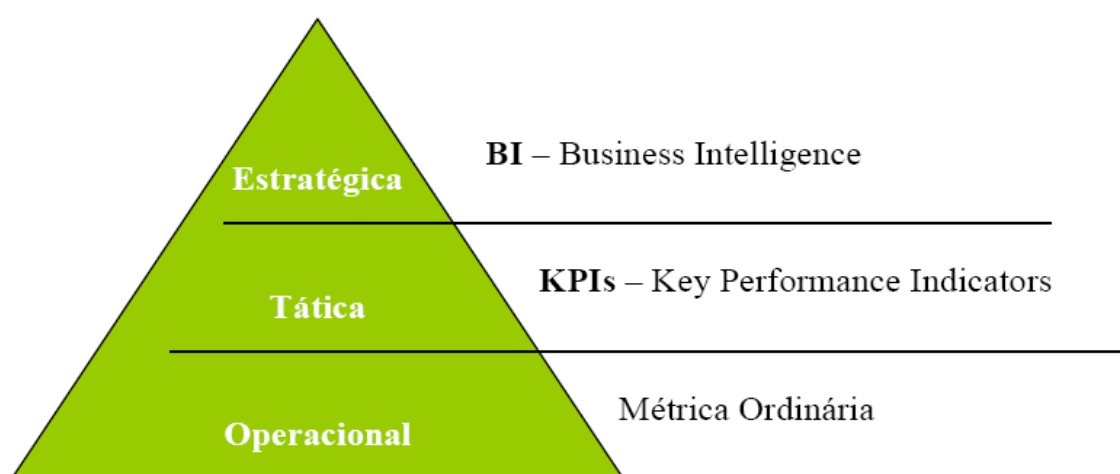 BI – Business Intelligence
Estratégica
KPIs – Key Performance Indicators
Tática
Métrica Ordinária
Operacional